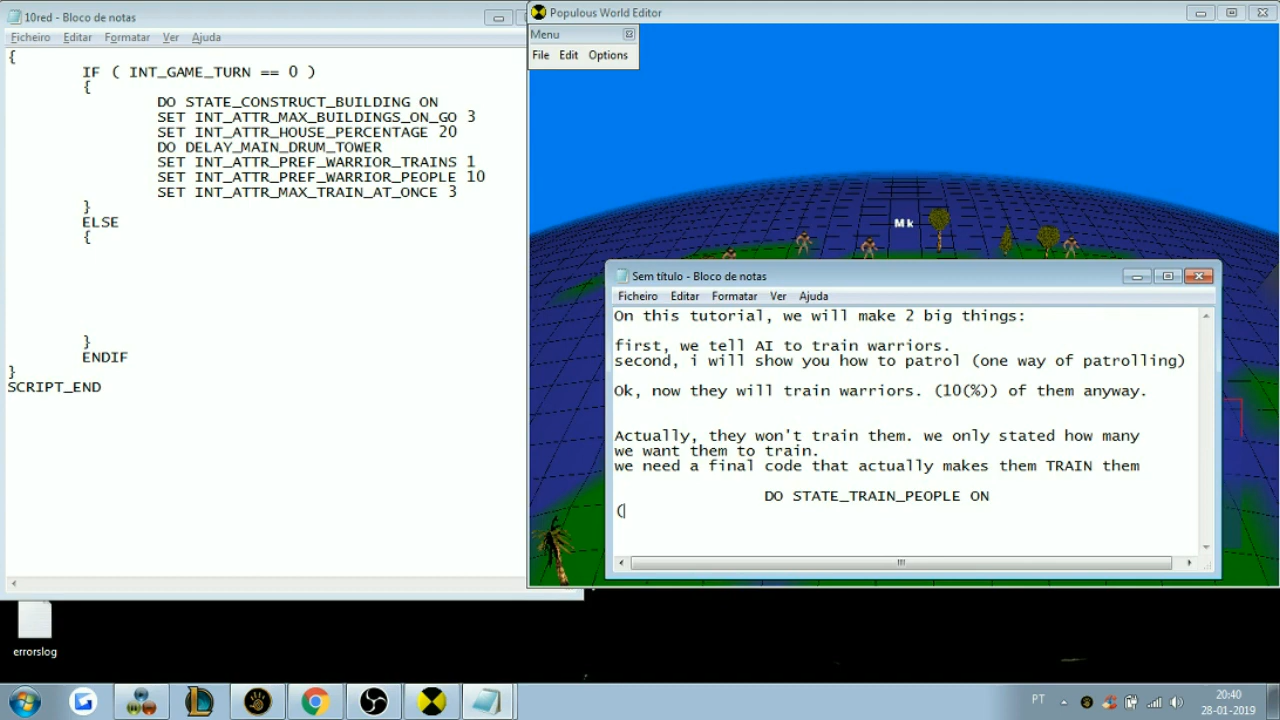 10red - Bloco de notas
Ficheiro Editar Formatar Ver Ajuda
{
IF ( INT_GAME_TURN == 0 )
{
DO STATE_CONSTRUCT_BUILDING ON
SET INT_ATTR_MAX_BUILDINGS_ON_GO 3
SET INT_ATTR_HOUSE_PERCENTAGE 20
DO DELAY_MAIN_DRUM_TOWER
SET INT_ATTR_PREF_WARRIOR_TRAINS 1
SET INT_ATTR_PREF_WARRIOR_PEOPLE 10
SET INT_ATTR_MAX_TRAIN_AT_ONCE 3
}
ELSE
{
}
ENDIF
}
SCRIPT_END
Populous World Editor
Menu
File Edit Options
Mk
Sem título - Bloco de notas
Ficheiro Editar Formatar Ver Ajuda
On this tutorial, we will make 2 big things:
first, we tell AI to train warriors.
second, i will show you how to patrol (one way of patrolling)
Ok, now they will train warriors. (10(%)) of them anyway.
Actually, they won't train them. we only stated how many
we want them to train.
we need a final code that actually makes them TRAIN them
DO STATE_TRAIN_PEOPLE ON
(
errorslog
PT
20:40
28-01-2019